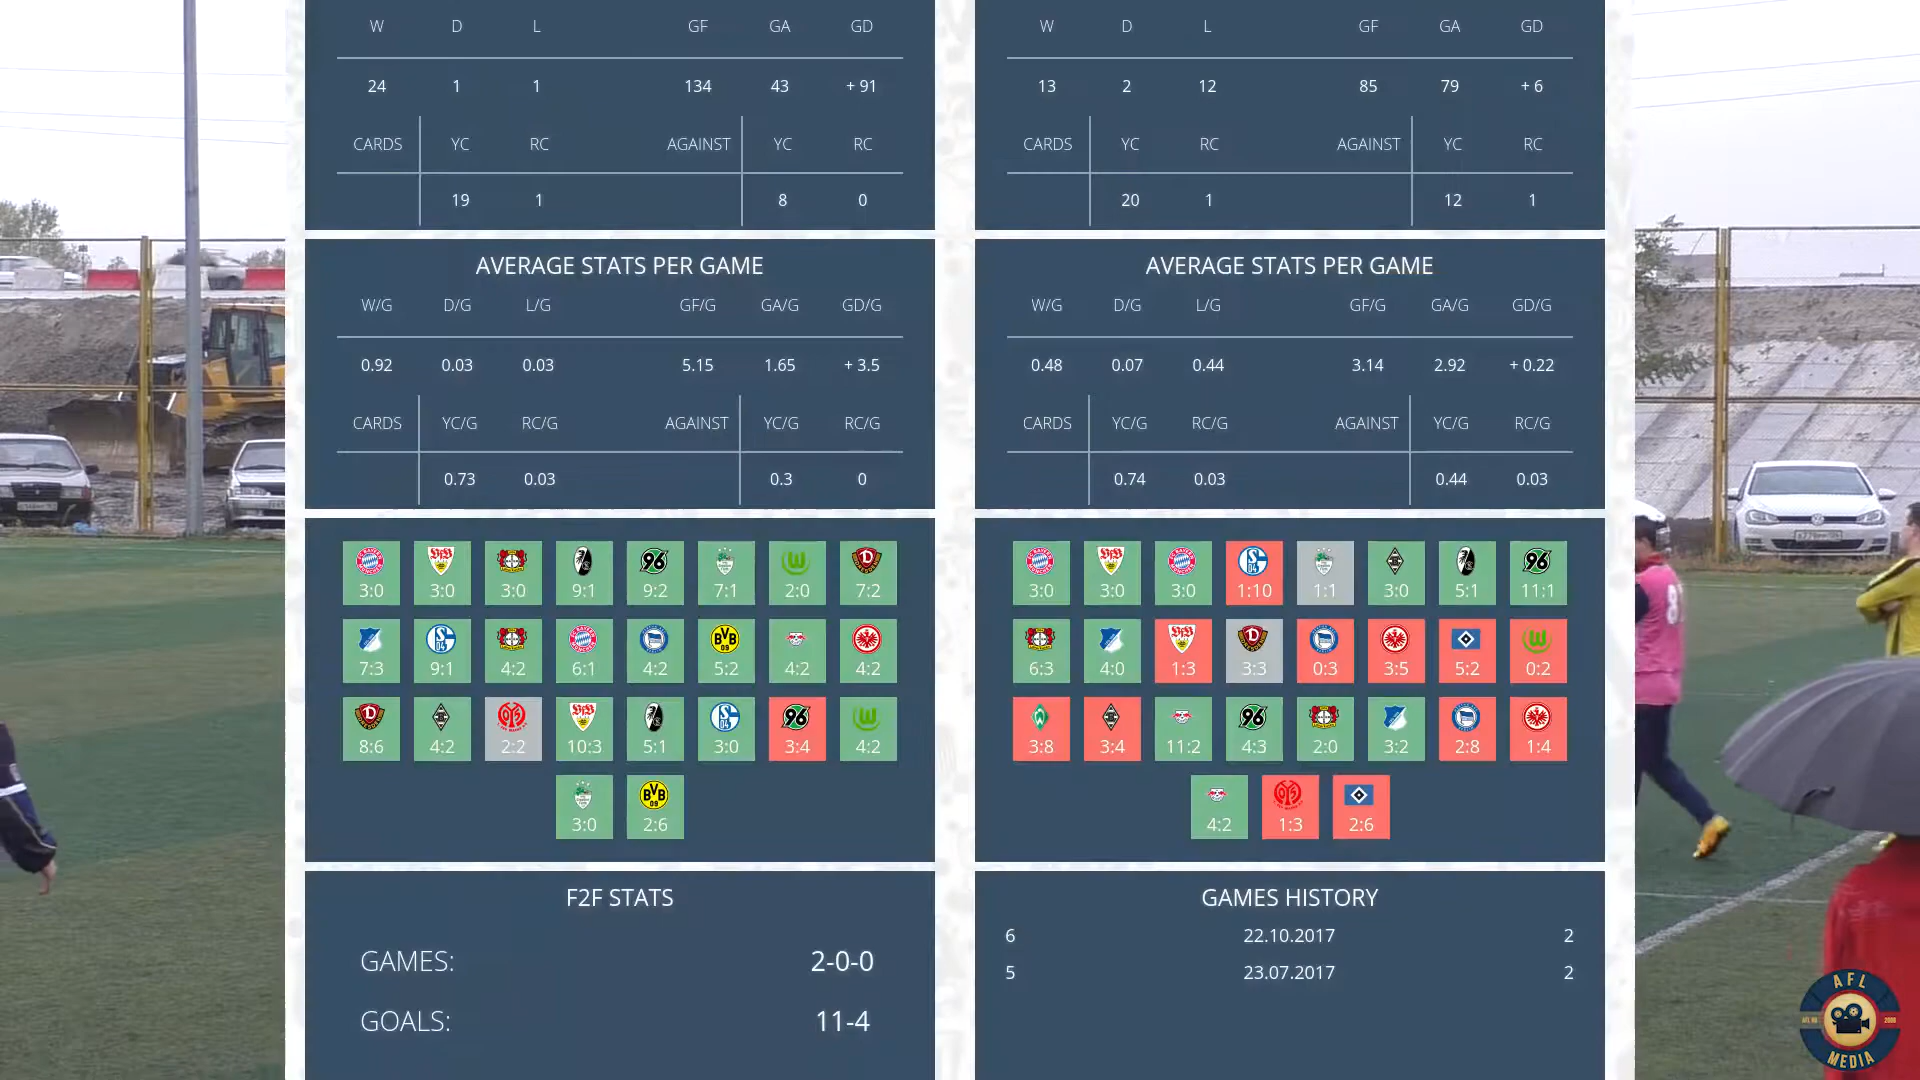 W D L GF GA GD
24 1 1 134 43 + 91
CARDS YC RC AGAINST YC RC
19 1 8 0
AVERAGE STATS PER GAME
W/G D/G L/G GF/G GA/G GD/G
0.92 0.03 0.03 5.15 1.65 + 3.5
CARDS YC/G RC/G AGAINST YC/G RC/G
0.73 0.03 0.3 0
3:0 3:0 3:0 9:1 9:2 7:1 2:0 7:2
7:3 9:1 4:2 6:1 4:2 5:2 4:2 4:2
8:6 4:2 2:2 10:3 5:1 3:0 3:4 4:2
3:0 2:6
F2F STATS
GAMES: 2-0-0
GOALS: 11-4
W D L GF GA GD
13 2 12 85 79 + 6
CARDS YC RC AGAINST YC RC
20 1 12 1
AVERAGE STATS PER GAME
W/G D/G L/G GF/G GA/G GD/G
0.48 0.07 0.44 3.14 2.92 + 0.22
CARDS YC/G RC/G AGAINST YC/G RC/G
0.74 0.03 0.44 0.03
3:0 3:0 3:0 1:10 1:1 3:0 5:1 11:1
6:3 4:0 1:3 3:3 0:3 3:5 5:2 0:2
3:8 3:4 11:2 4:3 2:0 3:2 2:8 1:4
4:2 1:3 2:6
GAMES HISTORY
6 22.10.2017 2
5 23.07.2017 2
AFL
MEDIA